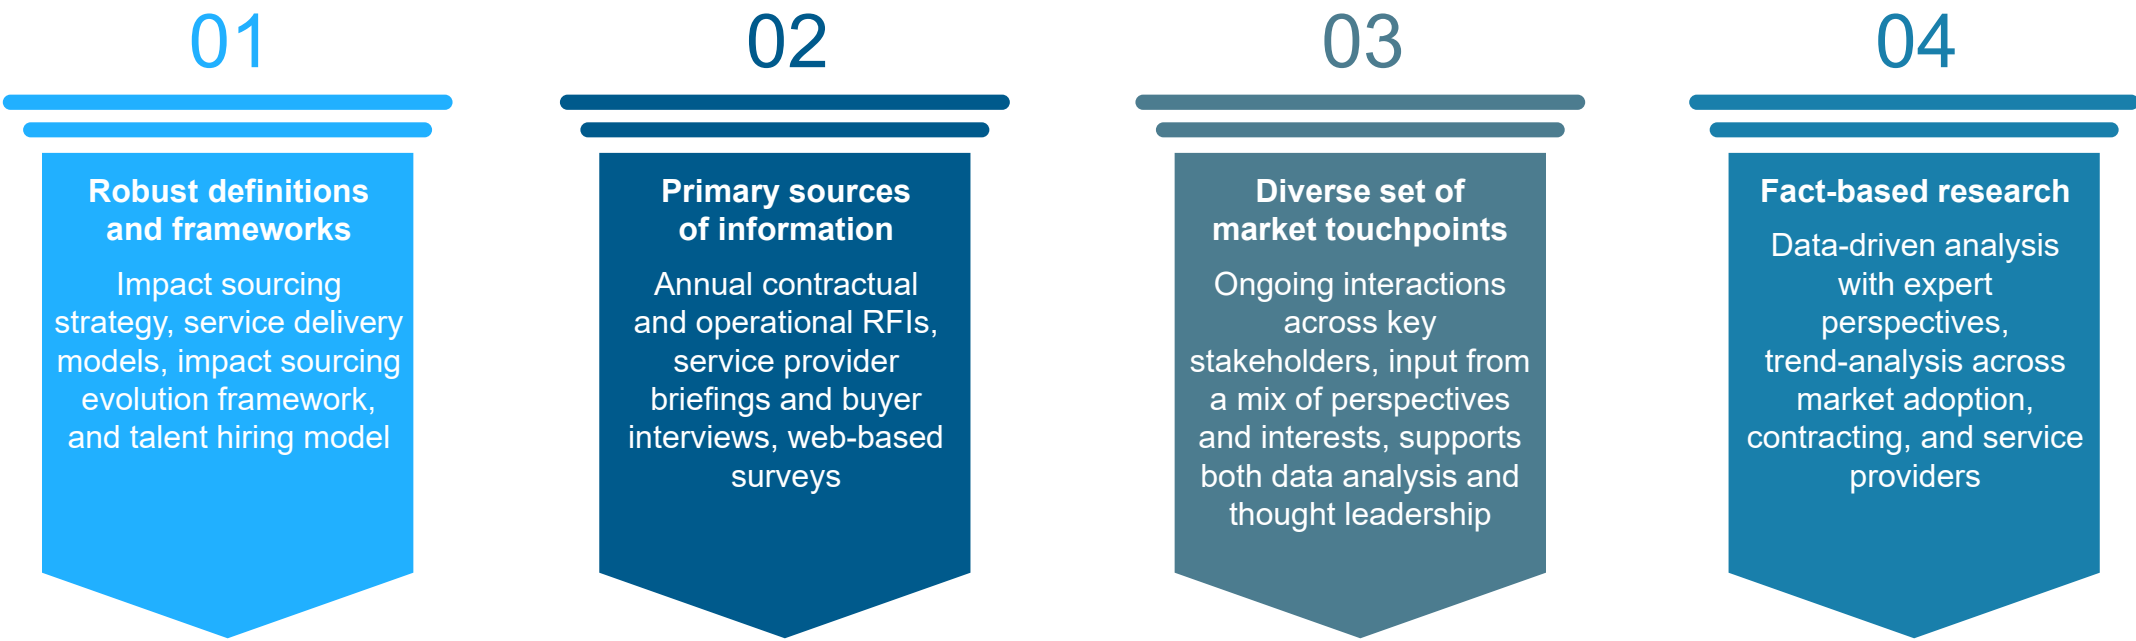 01
Robust definitions
and frameworks
Impact sourcing
strategy, service delivery
models, impact sourcing
evolution framework,
and talent hiring model
02
Primary sources
of information
Annual contractual
and operational RFIs,
service provider
briefings and buyer
interviews, web-based
surveys
03
Diverse set of
market touchpoints
Ongoing interactions
across key
stakeholders, input from
a mix of perspectives
and interests, supports
both data analysis and
thought leadership
04
Fact-based research
Data-driven analysis
with expert
perspectives,
trend-analysis across
market adoption,
contracting, and service
providers